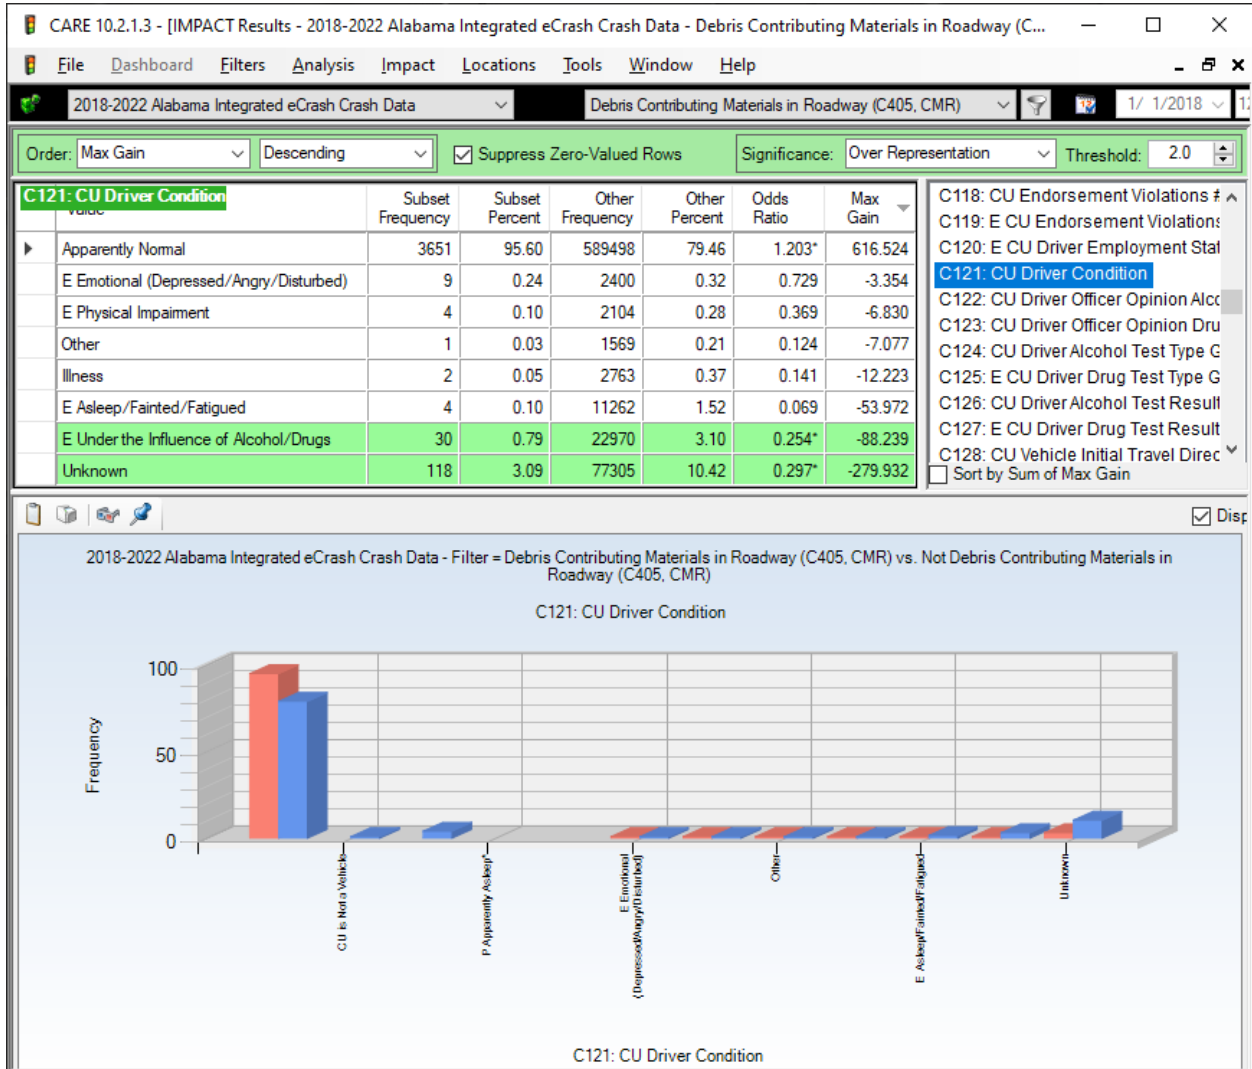 CARE 10.2.1.3 - [IMPACT Results - 2018-2022 Alabama Integrated eCrash Crash Data - Debris Contributing Materials in Roadway (C...
File Dashboard Filters Analysis Impact Locations Tools Window Help
2018-2022 Alabama Integrated eCrash Crash Data Debris Contributing Materials in Roadway (C405, CMR) 1/ 1/2018
Order: Max Gain Descending Suppress Zero-Valued Rows Significance: Over Representation Threshold: 2.0
C121: CU Driver Condition
Subset Frequency Subset Percent Other Frequency Other Percent Odds Ratio Max Gain
Apparently Normal 3651 95.60 589498 79.46 1.203* 616.524
E Emotional (Depressed/Angry/Disturbed) 9 0.24 2400 0.32 0.729 -3.354
E Physical Impairment 4 0.10 2104 0.28 0.369 -6.830
Other 1 0.03 1569 0.21 0.124 -7.077
Illness 2 0.05 2763 0.37 0.141 -12.223
E Asleep/Fainted/Fatigued 4 0.10 11262 1.52 0.069 -53.972
E Under the Influence of Alcohol/Drugs 30 0.79 22970 3.10 0.254* -88.239
Unknown 118 3.09 77305 10.42 0.297* -279.932
C118: CU Endorsement Violations #
C119: E CU Endorsement Violations
C120: E CU Driver Employment Stat
C121: CU Driver Condition
C122: CU Driver Officer Opinion Alco
C123: CU Driver Officer Opinion Dru
C124: CU Driver Alcohol Test Type G
C125: E CU Driver Drug Test Type G
C126: CU Driver Alcohol Test Result
C127: E CU Driver Drug Test Result
C128: CU Vehicle Initial Travel Direc
Sort by Sum of Max Gain
Disp
2018-2022 Alabama Integrated eCrash Crash Data - Filter = Debris Contributing Materials in Roadway (C405, CMR) vs. Not Debris Contributing Materials in
Roadway (C405, CMR)
C121: CU Driver Condition
Frequency
100
50
0
CU is Not a Vehicle
P Apparently Asleep*
E Emotional
(Depressed/Angry/Disturbed)
Other
E Asleep/Fainted/Fatigued
Unknown
C121: CU Driver Condition